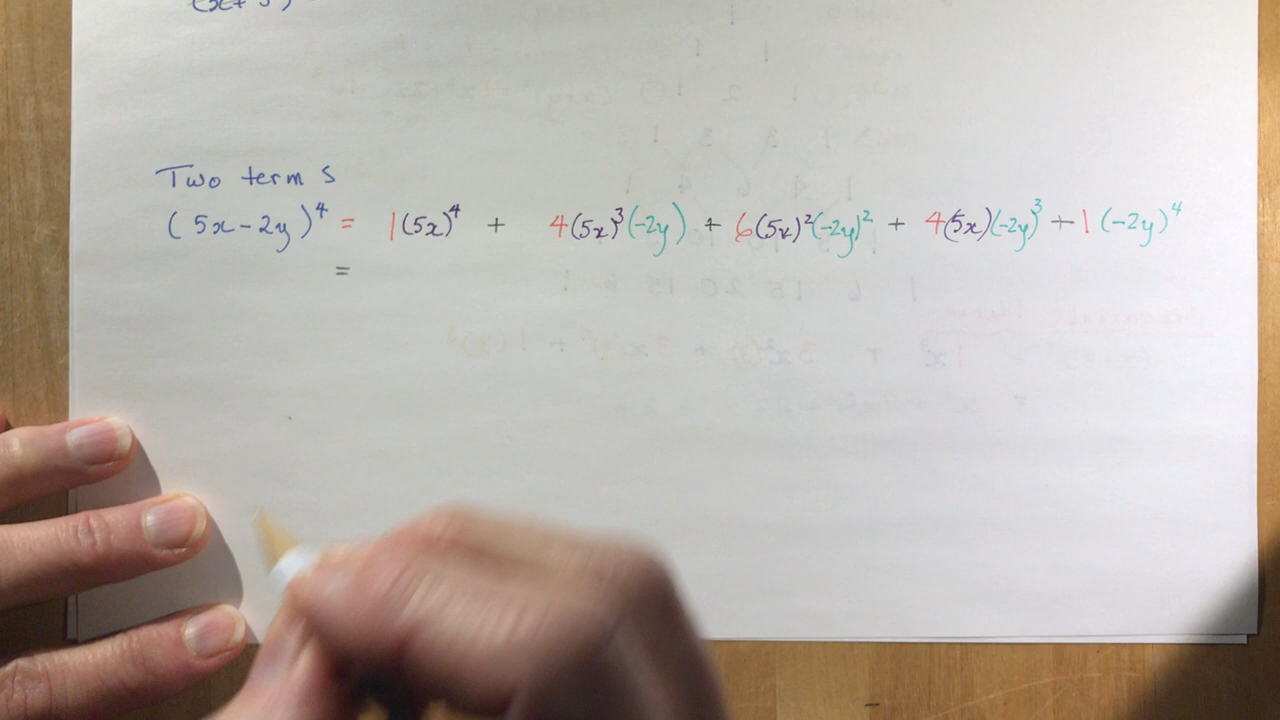 Two terms
(5x-2y)⁴ = 1(5x)⁴ + 4(5x)³(-2y) + 6(5x)²(-2y)² + 4(5x)(-2y)³ + 1(-2y)⁴
=